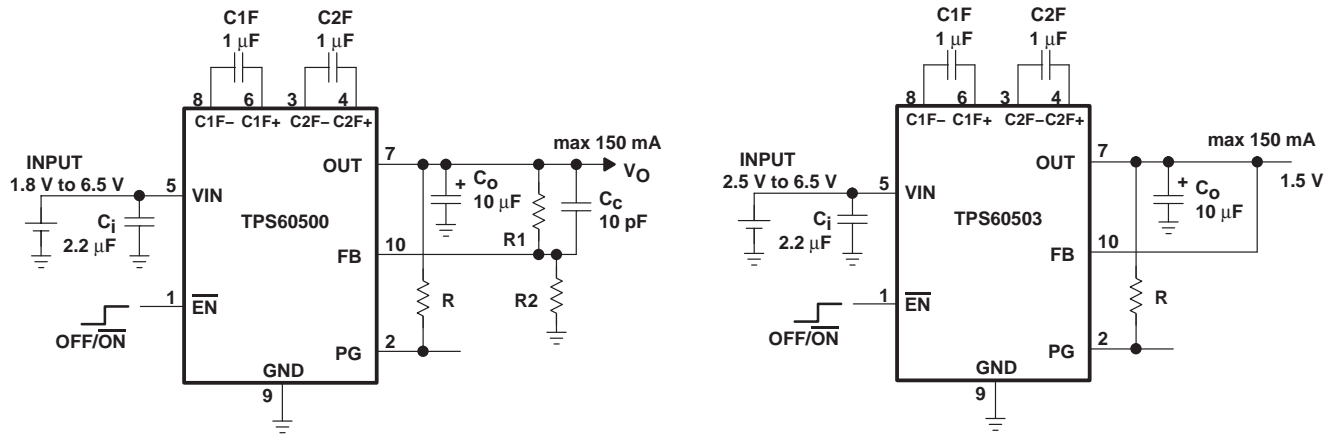 C1F
1 μF
C2F
1 μF
8
6
3
4
C1F−
C1F+
C2F−
C2F+
INPUT
1.8 V to 6.5 V
5
VIN
Ci
2.2 μF
TPS60500
OUT
7
max 150 mA
VO
+
Co
10 μF
R1
Cc
10 pF
FB
10
R
R2
1
EN
OFF/ON
PG
2
GND
9
C1F
1 μF
C2F
1 μF
8
6
3
4
C1F−
C1F+
C2F−
C2F+
INPUT
2.5 V to 6.5 V
5
VIN
Ci
2.2 μF
TPS60503
OUT
7
max 150 mA
1.5 V
+
Co
10 μF
FB
10
R
1
EN
OFF/ON
PG
2
GND
9